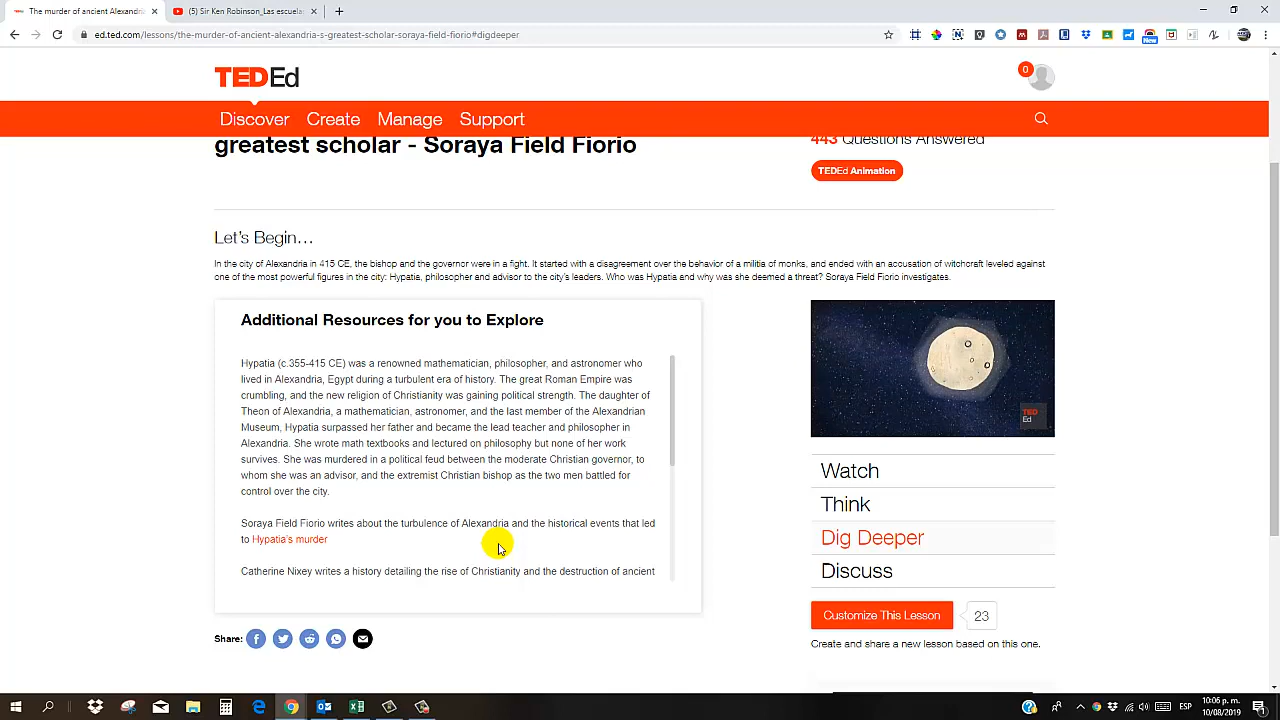 The murder of ancient Alexandri
(5) Sir Ken Robinson_Las escuela
ed.ted.com/lessons/the-murder-of-ancient-alexandria-s-greatest-scholar-soraya-field-fiorio#digdeeper
New
TEDEd
0
Discover Create Manage Support
greatest scholar - Soraya Field Fiorio
443 Questions Answered
TEDEd Animation
Let's Begin…
In the city of Alexandria in 415 CE, the bishop and the governor were in a fight. It started with a disagreement over the behavior of a militia of monks, and ended with an accusation of witchcraft leveled against
one of the most powerful figures in the city: Hypatia, philosopher and advisor to the city's leaders. Who was Hypatia and why was she deemed a threat? Soraya Field Fiorio investigates.
Additional Resources for you to Explore
Hypatia (c.355-415 CE) was a renowned mathematician, philosopher, and astronomer who
lived in Alexandria, Egypt during a turbulent era of history. The great Roman Empire was
crumbling, and the new religion of Christianity was gaining political strength. The daughter of
Theon of Alexandria, a mathematician, astronomer, and the last member of the Alexandrian
Museum, Hypatia surpassed her father and became the lead teacher and philosopher in
Alexandria. She wrote math textbooks and lectured on philosophy but none of her work
survives. She was murdered in a political feud between the moderate Christian governor, to
whom she was an advisor, and the extremist Christian bishop as the two men battled for
control over the city.
Soraya Field Fiorio writes about the turbulence of Alexandria and the historical events that led
to Hypatia's murder
Catherine Nixey writes a history detailing the rise of Christianity and the destruction of ancient
TED
Ed
Watch
Think
Dig Deeper
Discuss
Customize This Lesson 23
Create and share a new lesson based on this one.
Share:
ESP
10:06 p. m.
10/08/2019